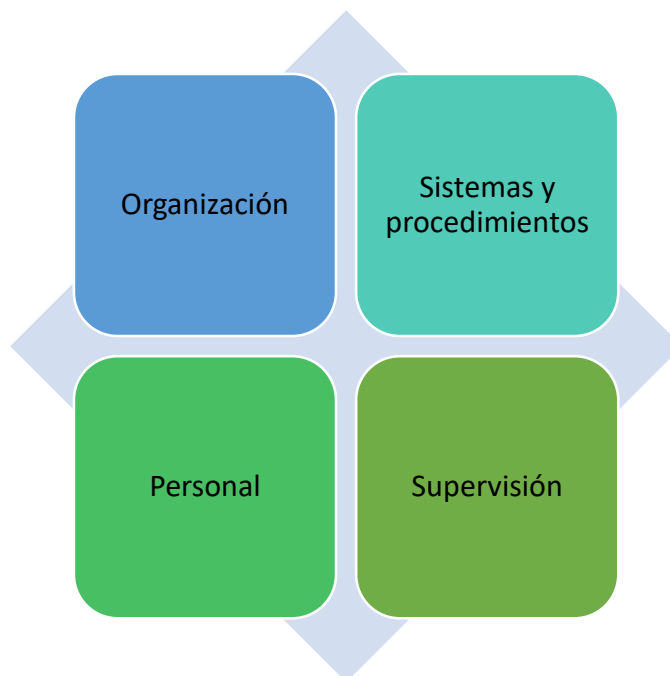 Organización
Sistemas y
procedimientos
Personal
Supervisión